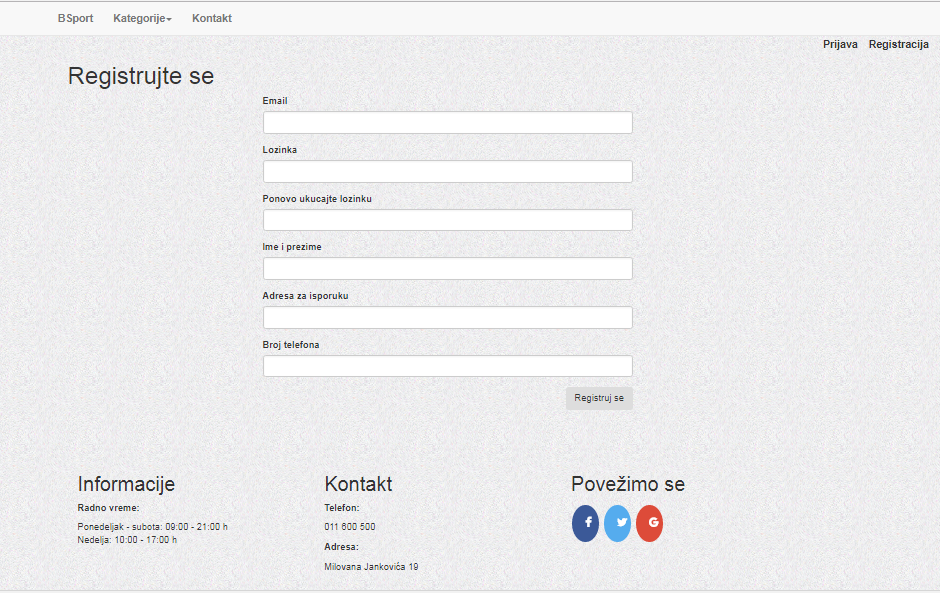 BSport Kategorije Kontakt
Prijava Registracija
Registrujte se
Email
Lozinka
Ponovo ukucajte lozinku
Ime i prezime
Adresa za isporuku
Broj telefona
Registruj se
Informacije
Radno vreme:
Ponedeljak - subota: 09:00 - 21:00 h
Nedelja: 10:00 - 17:00 h
Kontakt
Telefon:
011 600 500
Adresa:
Milovana Jankovića 19
Povežimo se